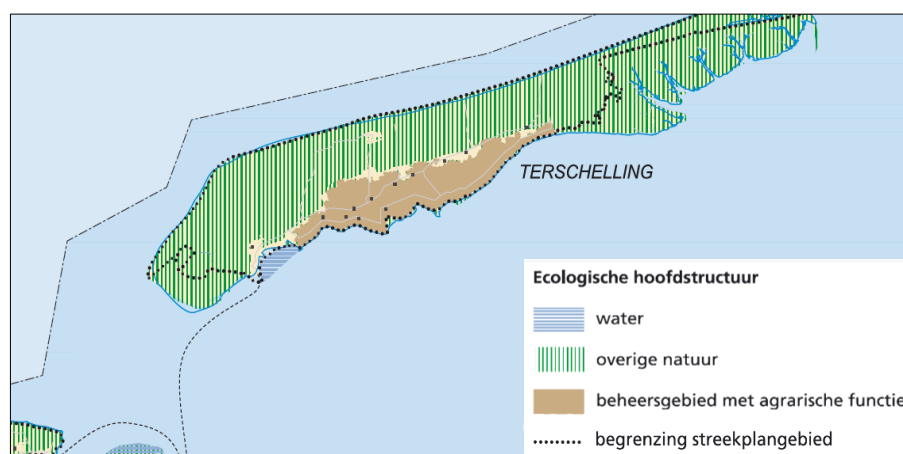 TERSCHELLING
Ecologische hoofdstructuur
water
overige natuur
beheersgebied met agrarische functie
begrenzing streekplangebied